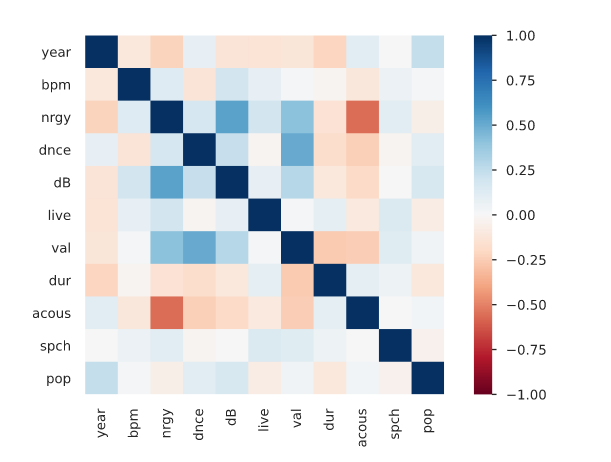 year
bpm
nrgy
dnce
dB
live
val
dur
acous
spch
pop
year
bpm
nrgy
dnce
dB
live
val
dur
acous
spch
pop
1.00
0.75
0.50
0.25
0.00
−0.25
−0.50
−0.75
−1.00